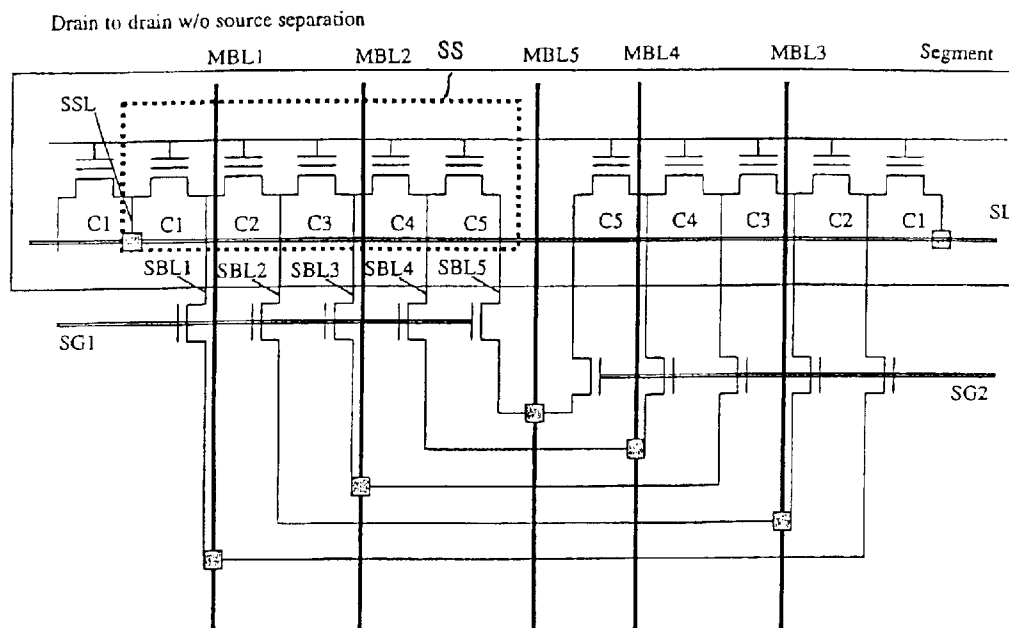 Drain to drain w/o source separation
MBL1 MBL2 SS MBL5 MBL4 MBL3 Segment
SSL
C1 C1 C2 C3 C4 C5 C5 C4 C3 C2 C1 SL
SBL1 SBL2 SBL3 SBL4 SBL5
SG1
SG2